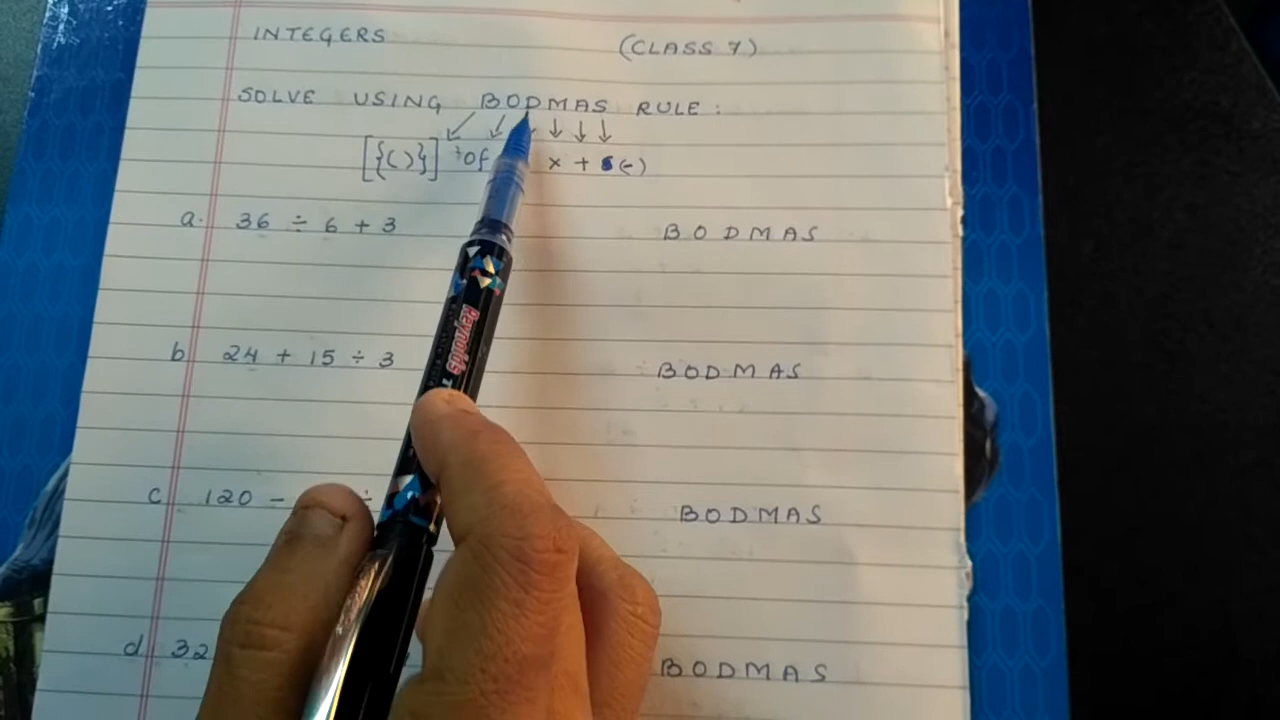 INTEGERS (CLASS 7)
SOLVE USING BODMAS RULE :
[{()}] of × + (-)
a. 36 ÷ 6 + 3 BODMAS
b 24 + 15 ÷ 3 BODMAS
c 120 - ÷ BODMAS
d 32 BODMAS
Reynolds